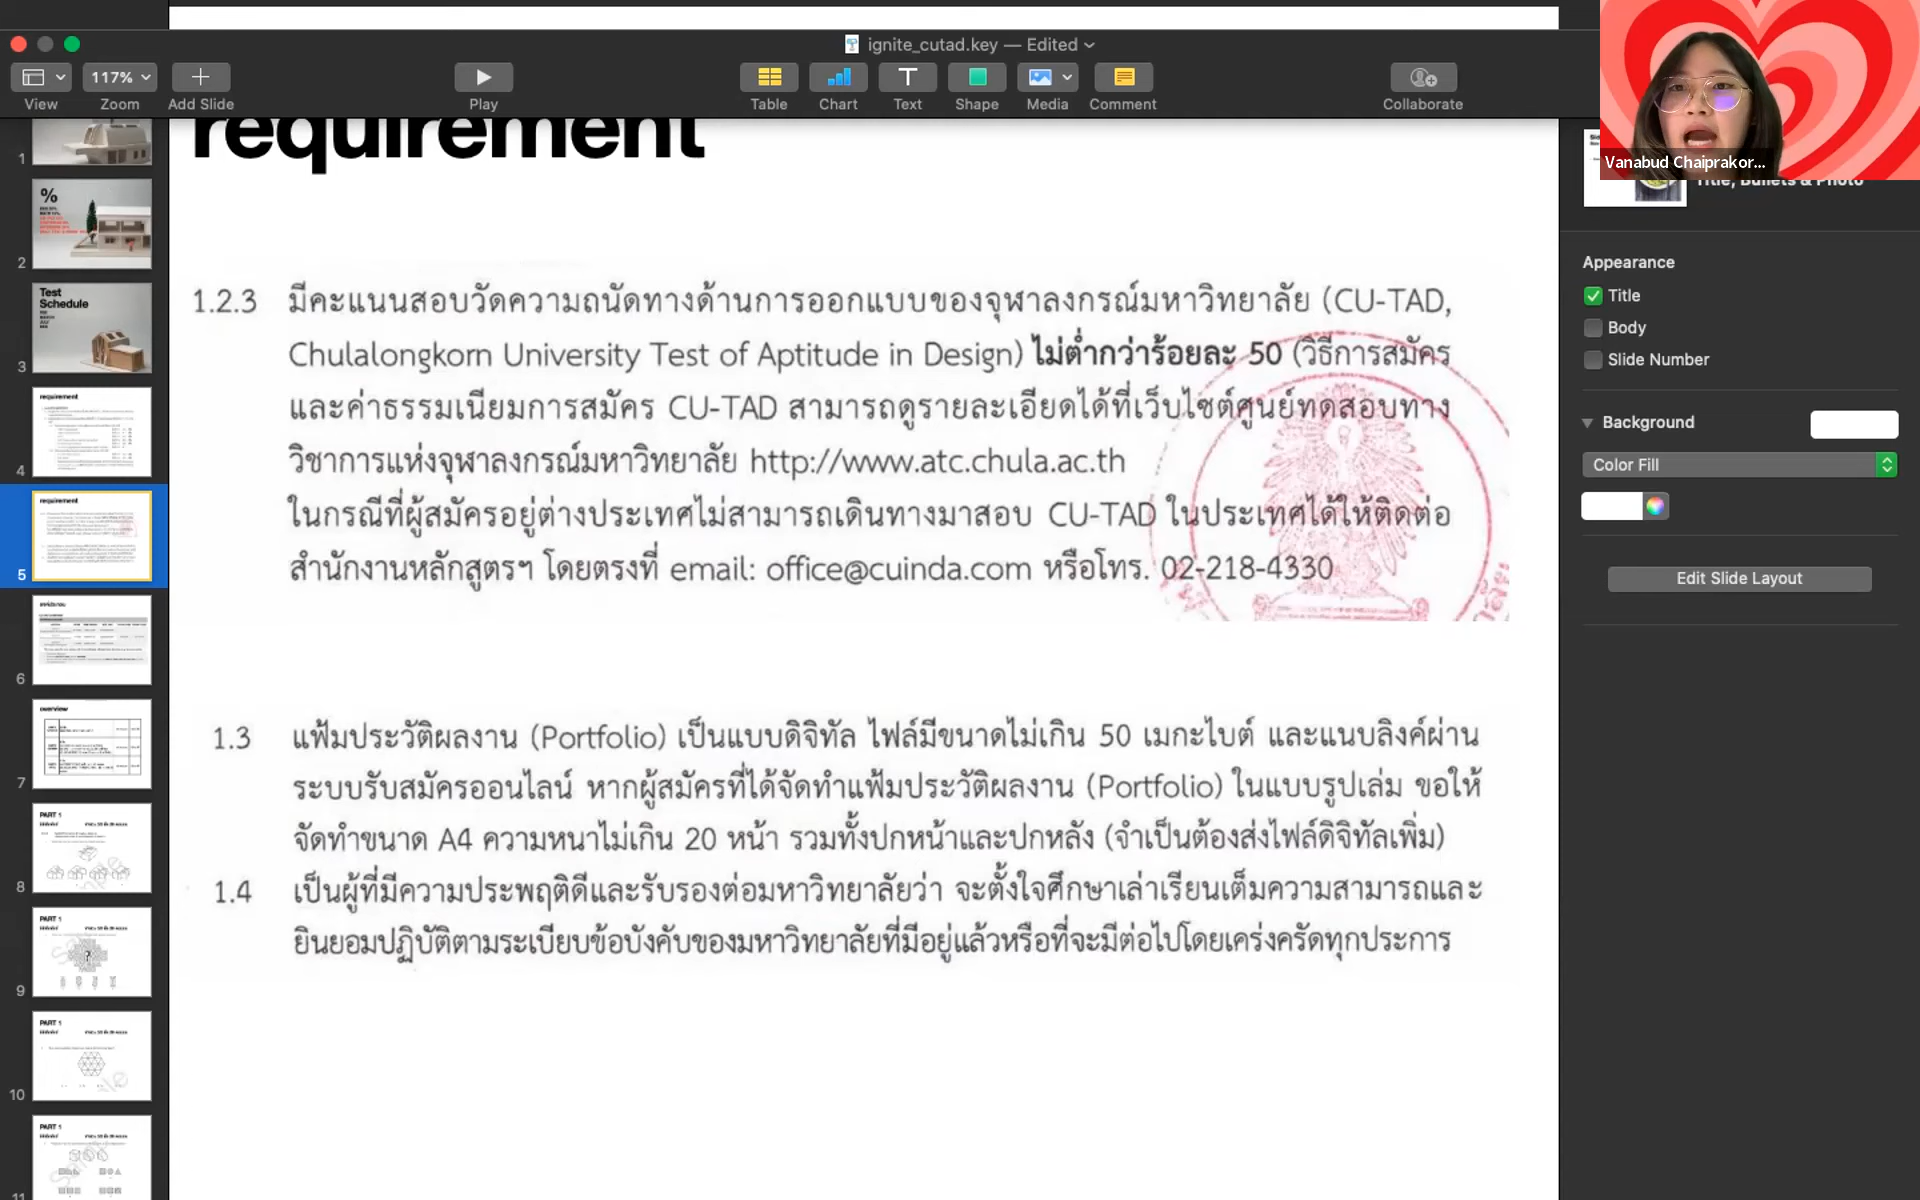 ignite_cutad.key — Edited
117%
View
Zoom
Add Slide
Play
Table
Chart
Text
Shape
Media
Comment
Collaborate
Vanabud Chaiprakor...
Title, Bullets & Photo
requirement
1.2.3 มีคะแนนสอบวัดความถนัดทางด้านการออกแบบของจุฬาลงกรณ์มหาวิทยาลัย (CU-TAD,
Chulalongkorn University Test of Aptitude in Design) ไม่ต่ำกว่าร้อยละ 50 (วิธีการสมัคร
และค่าธรรมเนียมการสมัคร CU-TAD สามารถดูรายละเอียดได้ที่เว็บไซต์ศูนย์ทดสอบทาง
วิชาการแห่งจุฬาลงกรณ์มหาวิทยาลัย http://www.atc.chula.ac.th
ในกรณีที่ผู้สมัครอยู่ต่างประเทศไม่สามารถเดินทางมาสอบ CU-TAD ในประเทศได้ให้ติดต่อ
สำนักงานหลักสูตรฯ โดยตรงที่ email: office@cuinda.com หรือโทร. 02-218-4330
1.3 แฟ้มประวัติผลงาน (Portfolio) เป็นแบบดิจิทัล ไฟล์มีขนาดไม่เกิน 50 เมกะไบต์ และแนบลิงค์ผ่าน
ระบบรับสมัครออนไลน์ หากผู้สมัครที่ได้จัดทำแฟ้มประวัติผลงาน (Portfolio) ในแบบรูปเล่ม ขอให้
จัดทำขนาด A4 ความหนาไม่เกิน 20 หน้า รวมทั้งปกหน้าและปกหลัง (จำเป็นต้องส่งไฟล์ดิจิทัลเพิ่ม)
1.4 เป็นผู้ที่มีความประพฤติดีและรับรองต่อมหาวิทยาลัยว่า จะตั้งใจศึกษาเล่าเรียนเต็มความสามารถและ
ยินยอมปฏิบัติตามระเบียบข้อบังคับของมหาวิทยาลัยที่มีอยู่แล้วหรือที่จะมีต่อไปโดยเคร่งครัดทุกประการ
Appearance
Title
Body
Slide Number
Background
Color Fill
Edit Slide Layout
1
%
2
Test
Schedule
3
requirement
4
requirement
5
6
overview
7
PART 1
8
PART 1
9
PART 1
10
PART 1
11